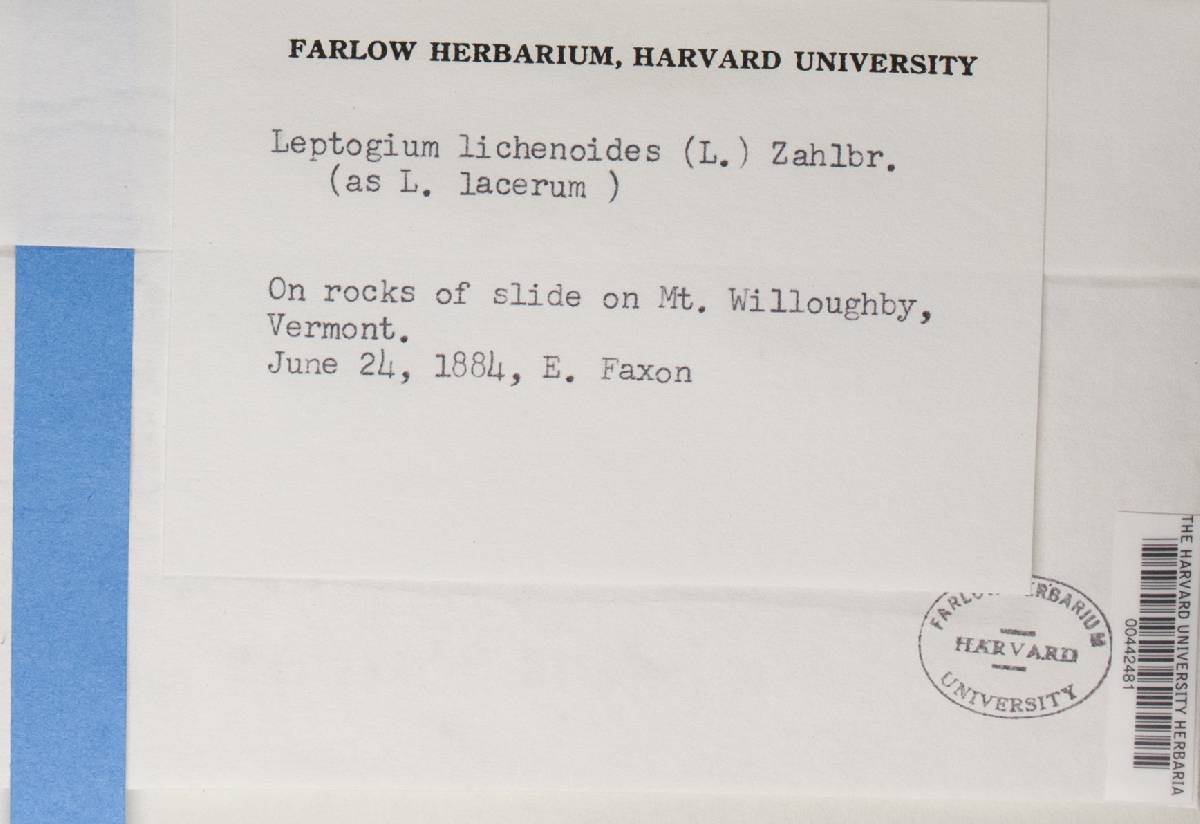 FARLOW HERBARIUM, HARVARD UNIVERSITY
Leptogium lichenoides (L.) Zahlbr.
(as L. lacerum )
On rocks of slide on Mt. Willoughby,
Vermont.
June 24, 1884, E. Faxon
HARVARD
UNIVERSITY
THE HARVARD UNIVERSITY HERBARIA
00442481